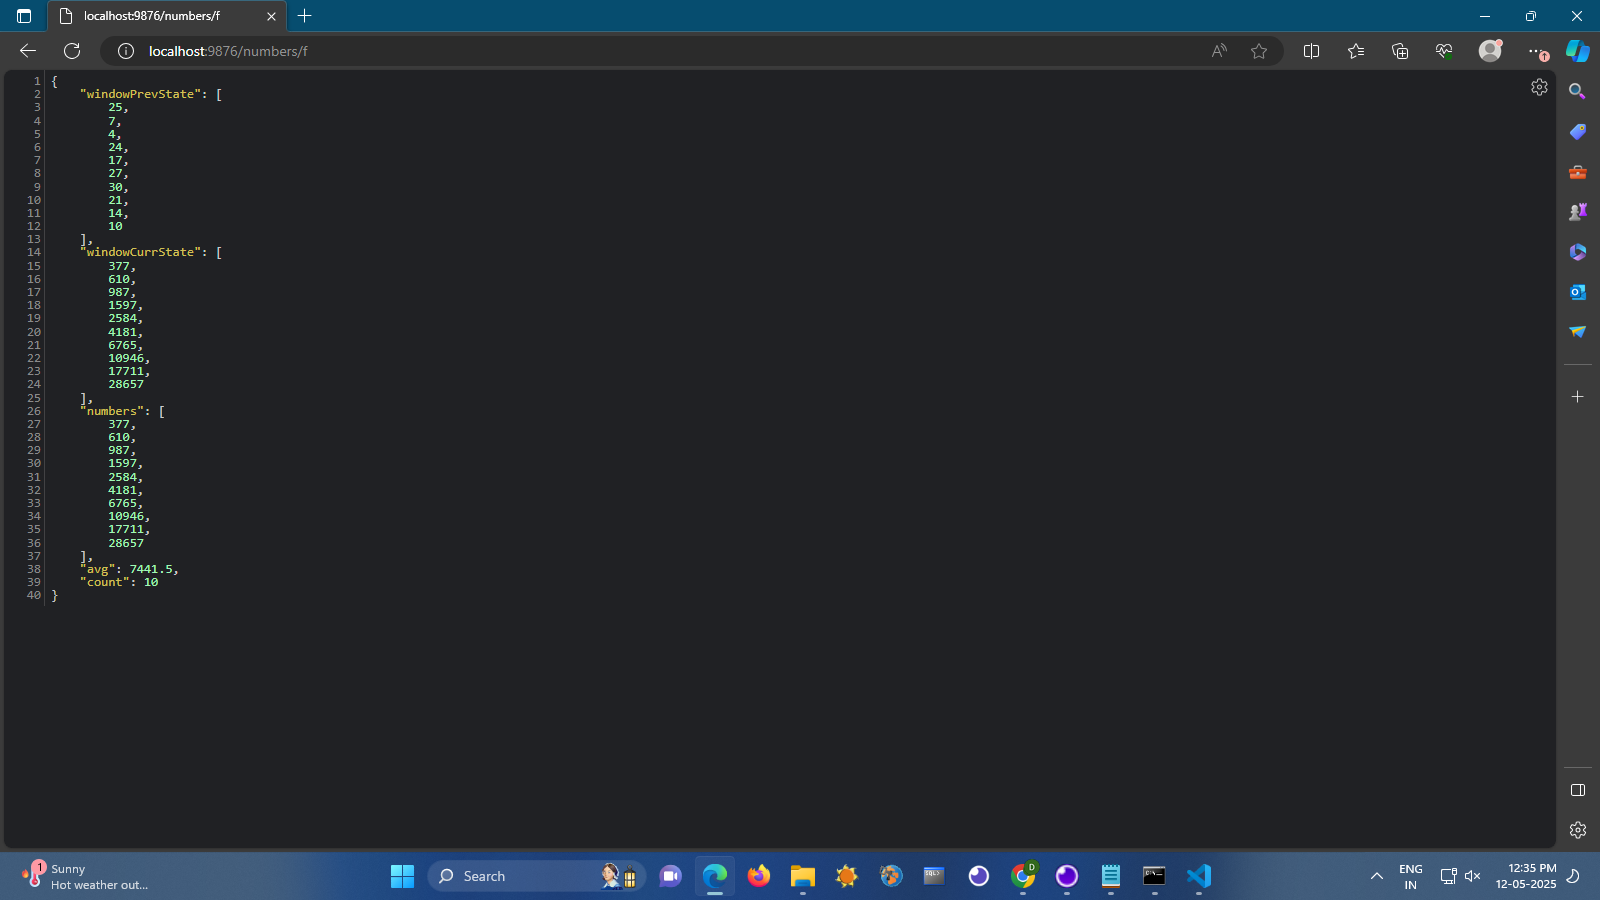 localhost:9876/numbers/f
localhost:9876/numbers/f
1 {
2 "windowPrevState": [
3 25,
4 7,
5 4,
6 24,
7 17,
8 27,
9 30,
10 21,
11 14,
12 10
13 ],
14 "windowCurrState": [
15 377,
16 610,
17 987,
18 1597,
19 2584,
20 4181,
21 6765,
22 10946,
23 17711,
24 28657
25 ],
26 "numbers": [
27 377,
28 610,
29 987,
30 1597,
31 2584,
32 4181,
33 6765,
34 10946,
35 17711,
36 28657
37 ],
38 "avg": 7441.5,
39 "count": 10
40 }
1
Sunny
Hot weather out...
Search
SQL
D
ENG
IN
12:35 PM
12-05-2025